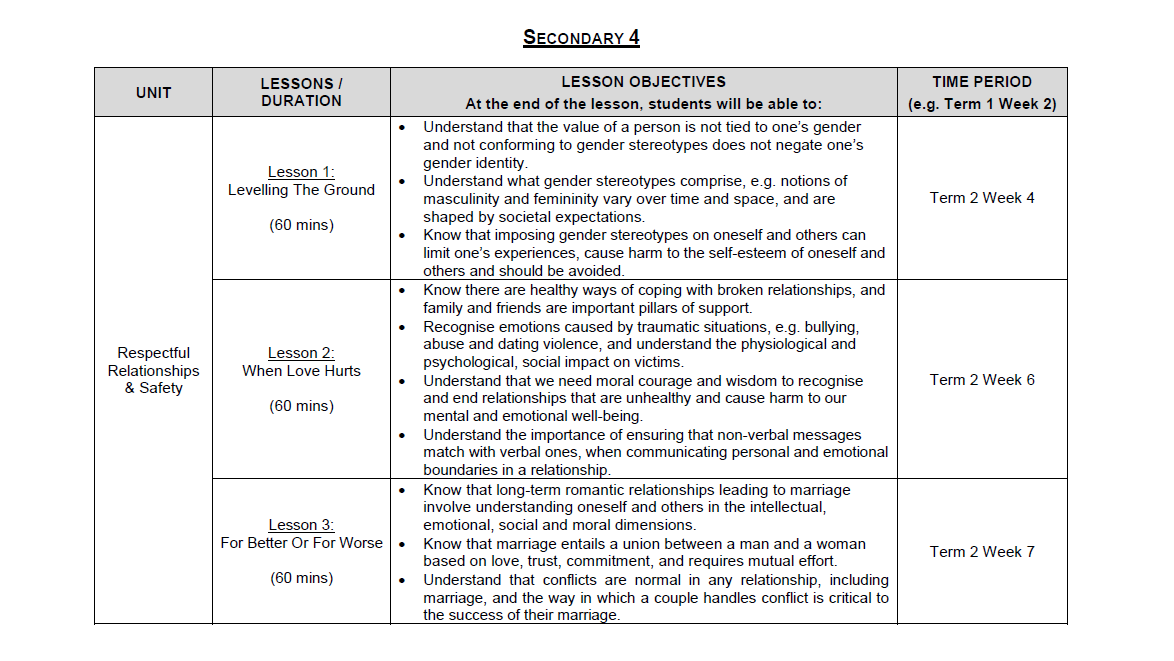 SECONDARY 4
UNIT
LESSONS /
DURATION
LESSON OBJECTIVES
At the end of the lesson, students will be able to:
TIME PERIOD
(e.g. Term 1 Week 2)
Respectful
Relationships
& Safety
Lesson 1:
Levelling The Ground
(60 mins)
• Understand that the value of a person is not tied to one’s gender
and not conforming to gender stereotypes does not negate one’s
gender identity.
• Understand what gender stereotypes comprise, e.g. notions of
masculinity and femininity vary over time and space, and are
shaped by societal expectations.
• Know that imposing gender stereotypes on oneself and others can
limit one’s experiences, cause harm to the self-esteem of oneself and
others and should be avoided.
Term 2 Week 4
Lesson 2:
When Love Hurts
(60 mins)
• Know there are healthy ways of coping with broken relationships, and
family and friends are important pillars of support.
• Recognise emotions caused by traumatic situations, e.g. bullying,
abuse and dating violence, and understand the physiological and
psychological, social impact on victims.
• Understand that we need moral courage and wisdom to recognise
and end relationships that are unhealthy and cause harm to our
mental and emotional well-being.
• Understand the importance of ensuring that non-verbal messages
match with verbal ones, when communicating personal and emotional
boundaries in a relationship.
Term 2 Week 6
Lesson 3:
For Better Or For Worse
(60 mins)
• Know that long-term romantic relationships leading to marriage
involve understanding oneself and others in the intellectual,
emotional, social and moral dimensions.
• Know that marriage entails a union between a man and a woman
based on love, trust, commitment, and requires mutual effort.
• Understand that conflicts are normal in any relationship, including
marriage, and the way in which a couple handles conflict is critical to
the success of their marriage.
Term 2 Week 7